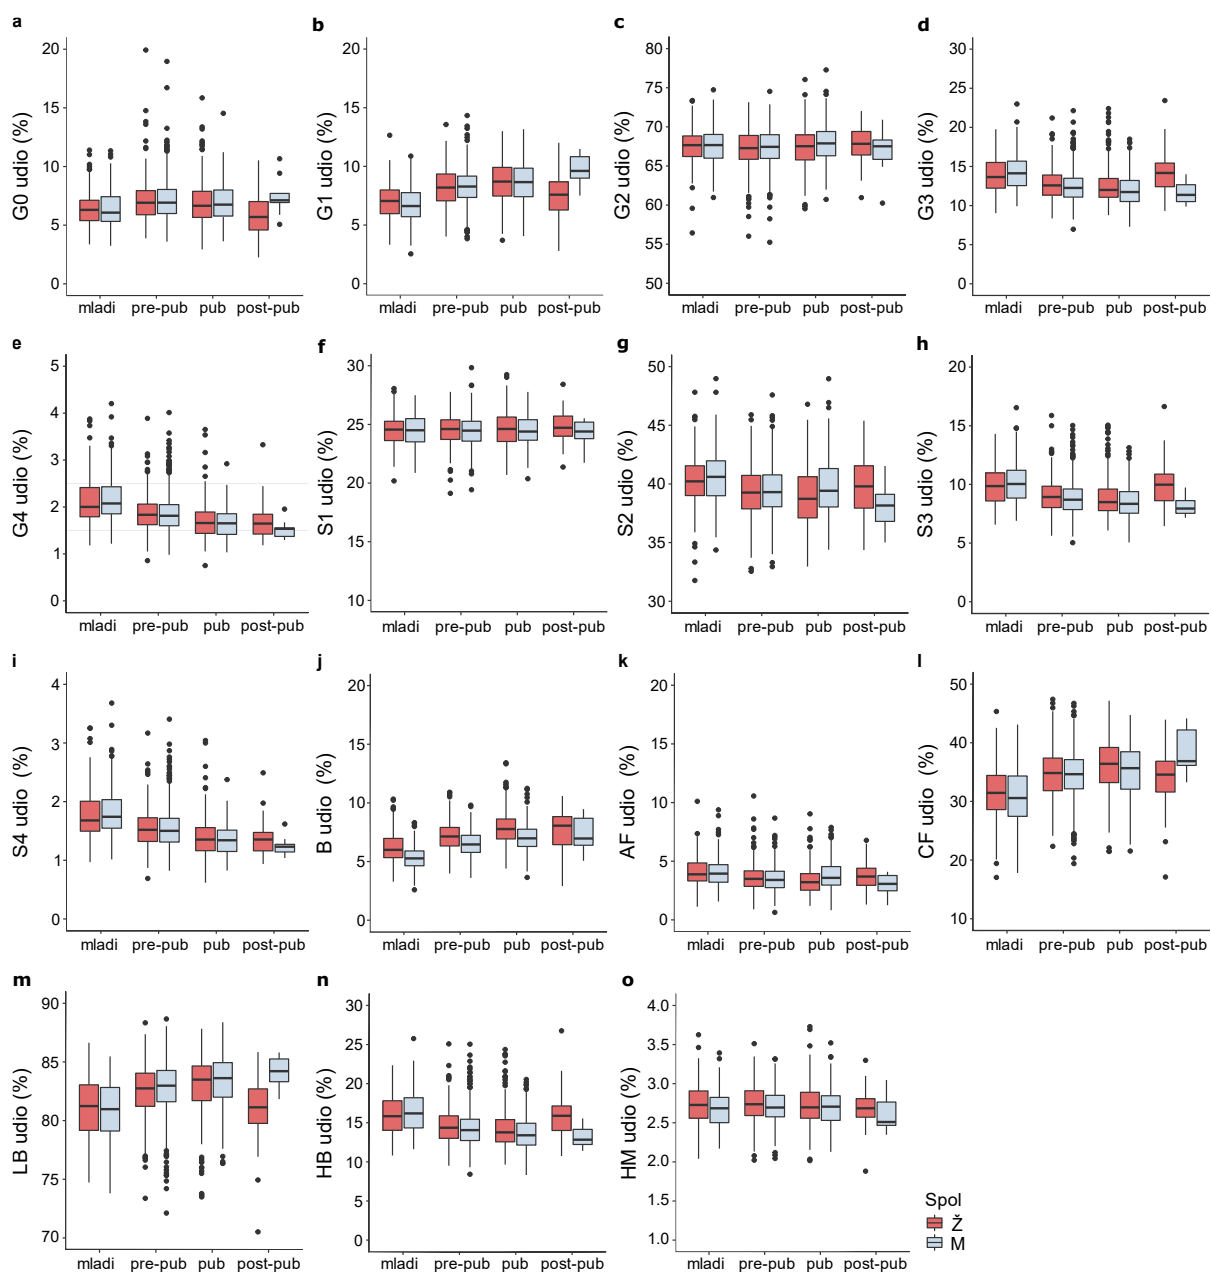 a
G0 udio (%)
20
15
10
5
0
mladi pre-pub pub post-pub
b
G1 udio (%)
20
15
10
5
0
mladi pre-pub pub post-pub
c
G2 udio (%)
80
75
70
65
60
55
50
mladi pre-pub pub post-pub
d
G3 udio (%)
30
25
20
15
10
5
0
mladi pre-pub pub post-pub
e
G4 udio (%)
5
4
3
2
1
0
mladi pre-pub pub post-pub
f
S1 udio (%)
30
25
20
15
10
mladi pre-pub pub post-pub
g
S2 udio (%)
50
45
40
35
30
mladi pre-pub pub post-pub
h
S3 udio (%)
20
15
10
5
0
mladi pre-pub pub post-pub
i
S4 udio (%)
4
3
2
1
0
mladi pre-pub pub post-pub
j
B udio (%)
20
15
10
5
0
mladi pre-pub pub post-pub
k
AF udio (%)
20
15
10
5
0
mladi pre-pub pub post-pub
l
CF udio (%)
50
40
30
20
10
mladi pre-pub pub post-pub
m
LB udio (%)
90
85
80
75
70
mladi pre-pub pub post-pub
n
HB udio (%)
30
25
20
15
10
5
0
mladi pre-pub pub post-pub
o
HM udio (%)
4.0
3.5
3.0
2.5
2.0
1.5
1.0
mladi pre-pub pub post-pub
Spol
Ž
M